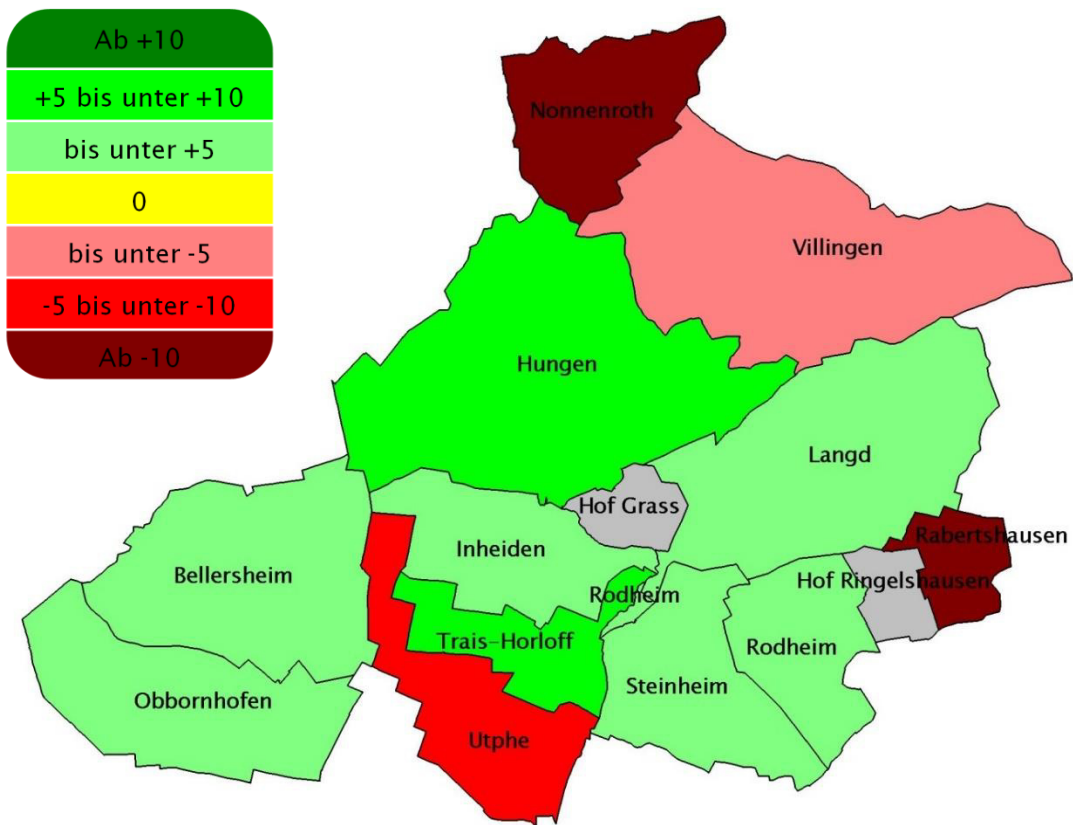 Ab +10
+5 bis unter +10
bis unter +5
0
bis unter -5
-5 bis unter -10
Ab -10
Nonnenroth
Villingen
Hungen
Langd
Hof Grass
Rabertshausen
Inheiden
Bellersheim
Rodheim
Hof Ringelshausen
Trais-Horloff
Rodheim
Steinheim
Obbornhofen
Utphe